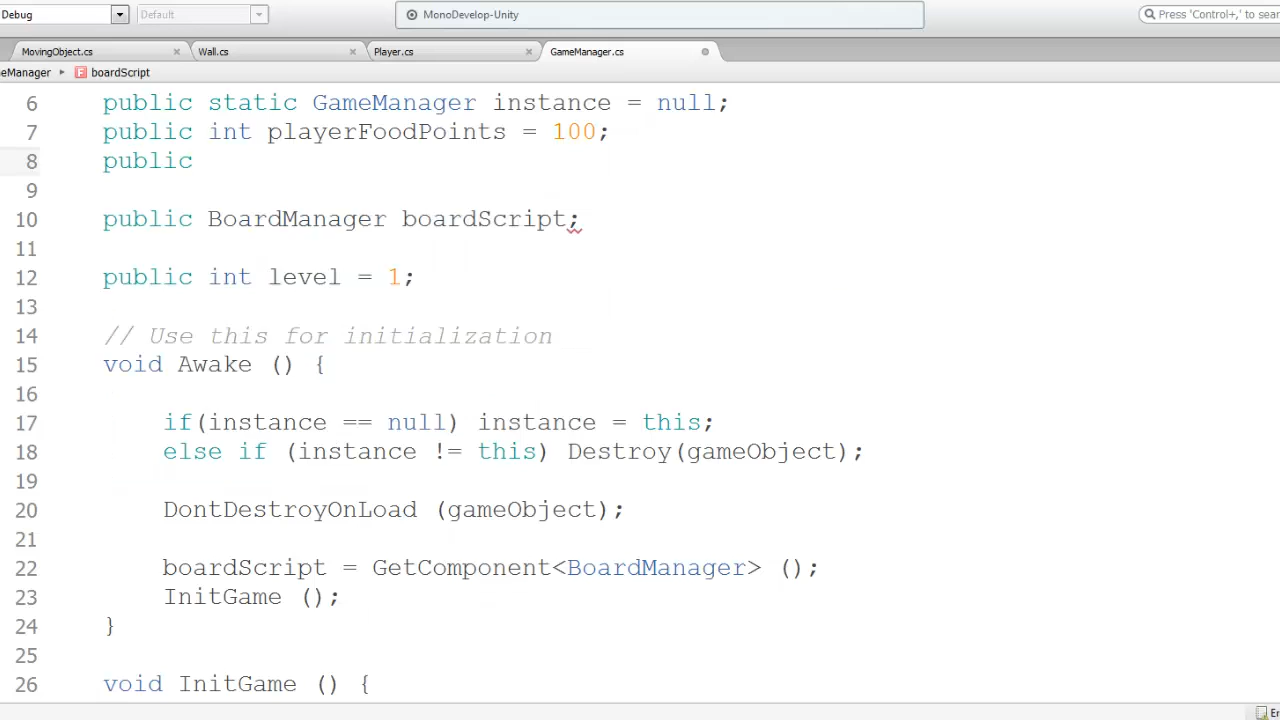 Debug Default MonoDevelop-Unity Press 'Control+,' to sear
MovingObject.cs Wall.cs Player.cs GameManager.cs
eManager boardScript
6 public static GameManager instance = null;
7 public int playerFoodPoints = 100;
8 public
9
10 public BoardManager boardScript;
11
12 public int level = 1;
13
14 // Use this for initialization
15 void Awake () {
16
17 if(instance == null) instance = this;
18 else if (instance != this) Destroy(gameObject);
19
20 DontDestroyOnLoad (gameObject);
21
22 boardScript = GetComponent<BoardManager> ();
23 InitGame ();
24 }
25
26 void InitGame () {